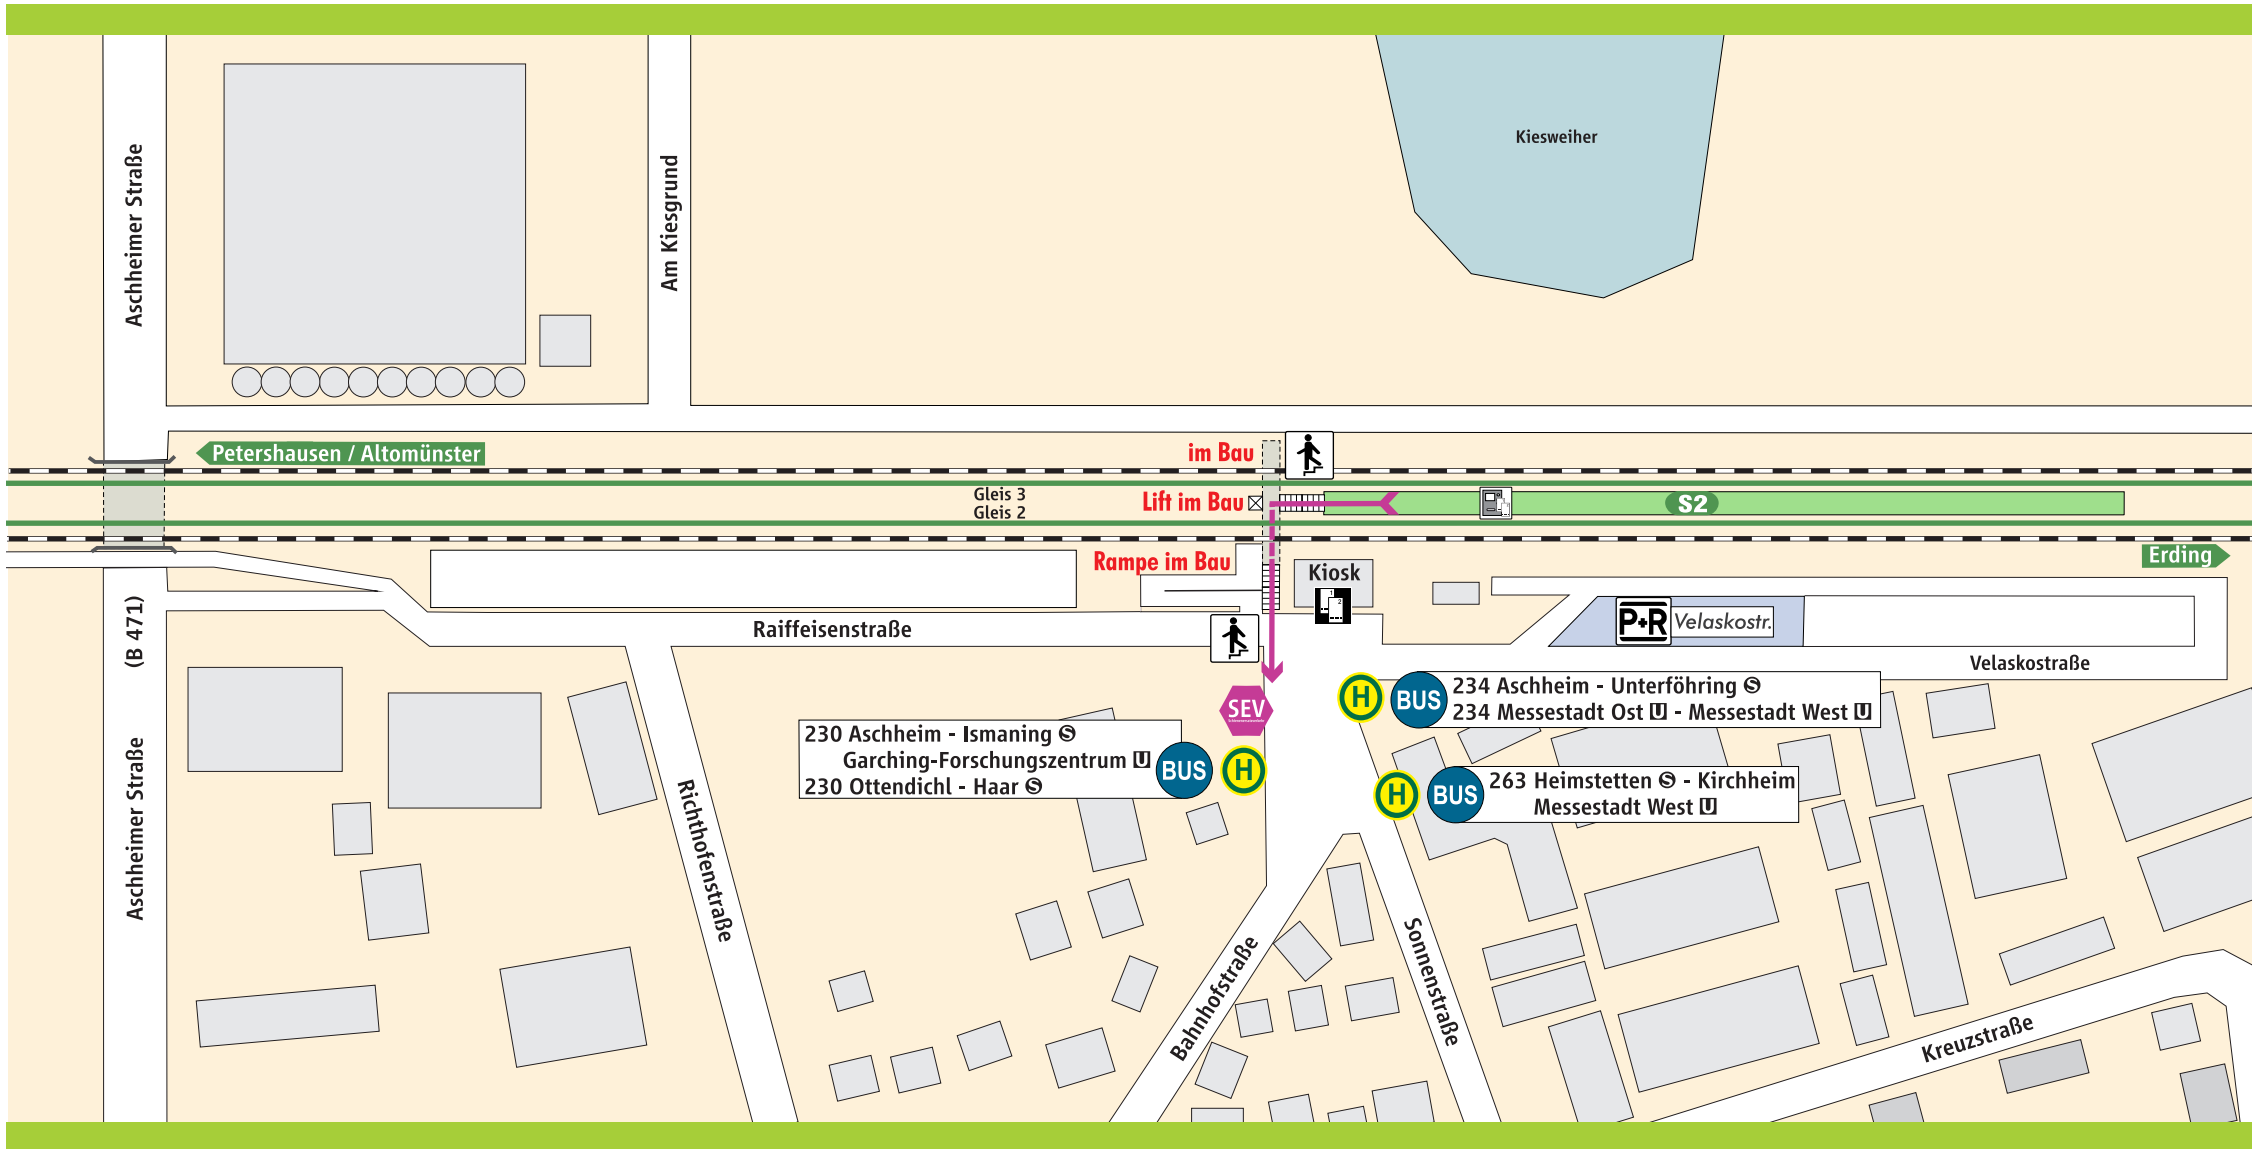 Kiesweiher
Aschheimer Straße
Am Kiesgrund
Petershausen / Altomünster
im Bau
Gleis 3
Gleis 2
Lift im Bau
S2
Rampe im Bau
Kiosk
Erding
(B 471)
Raiffeisenstraße
P+R
Velaskostr.
Velaskostraße
SEV
H
BUS
234 Aschheim - Unterföhring S
234 Messestadt Ost U - Messestadt West U
230 Aschheim - Ismaning S
Garching-Forschungszentrum U
230 Ottendichl - Haar S
BUS
H
H
BUS
263 Heimstetten S - Kirchheim
Messestadt West U
Aschheimer Straße
Richthofenstraße
Bahnhofstraße
Sonnenstraße
Kreuzstraße